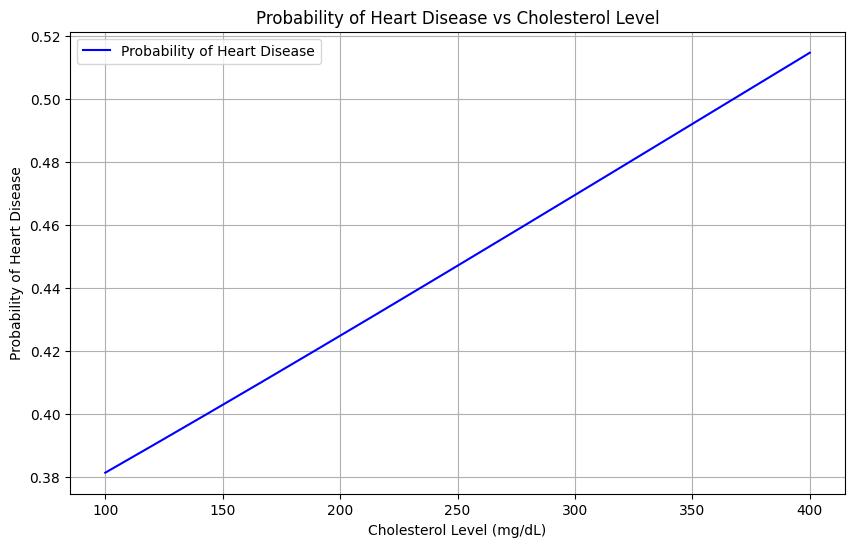 Probability of Heart Disease vs Cholesterol Level
Probability of Heart Disease
Probability of Heart Disease
0.52
0.50
0.48
0.46
0.44
0.42
0.40
0.38
100 150 200 250 300 350 400
Cholesterol Level (mg/dL)